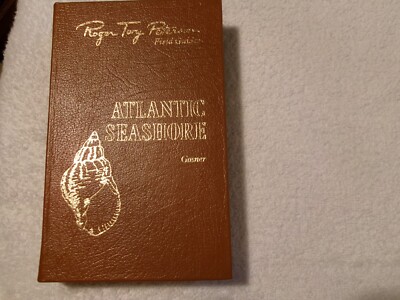 Roger Tory Peterson
Field Guides
ATLANTIC
SEASHORE
Gosner